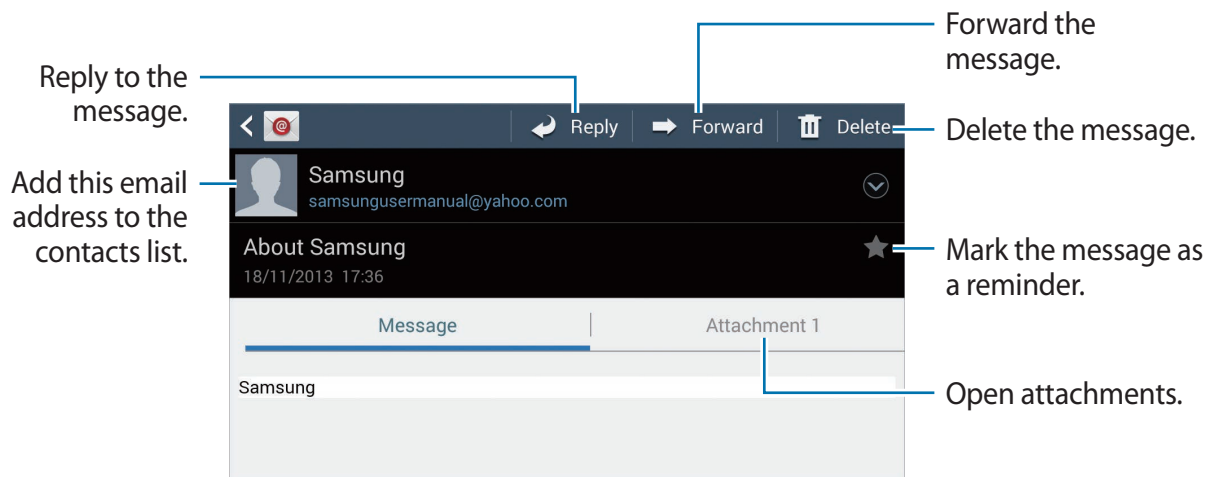 Forward the
message.
Reply to the
message.
Reply
Forward
Delete
Delete the message.
Add this email
address to the
contacts list.
Samsung
samsungusermanual@yahoo.com
About Samsung
18/11/2013 17:36
Mark the message as
a reminder.
Message
Attachment 1
Samsung
Open attachments.